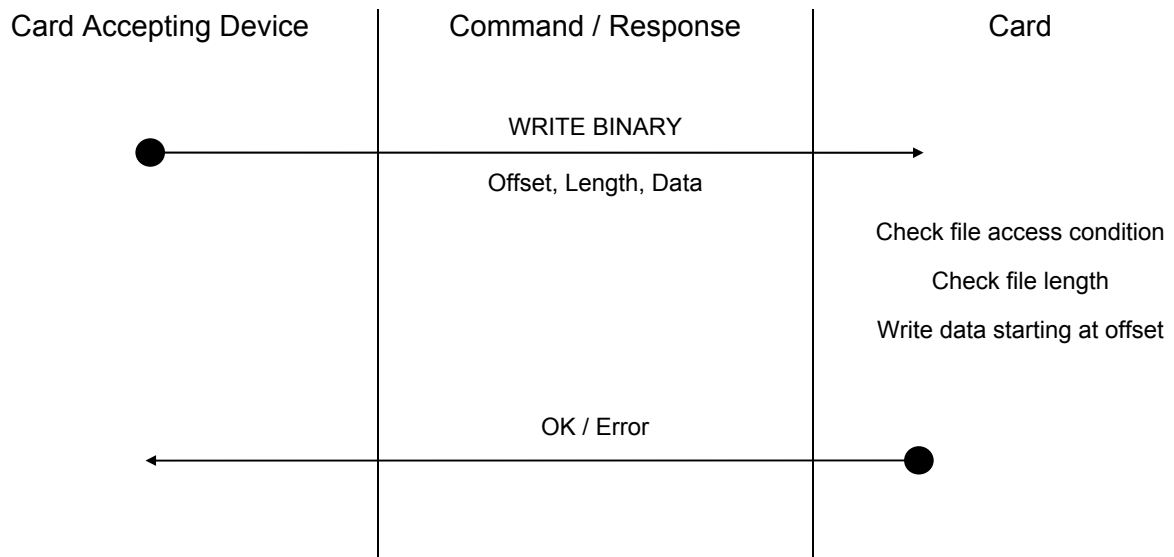 Card Accepting Device
Command / Response
Card
WRITE BINARY
Offset, Length, Data
Check file access condition
Check file length
Write data starting at offset
OK / Error